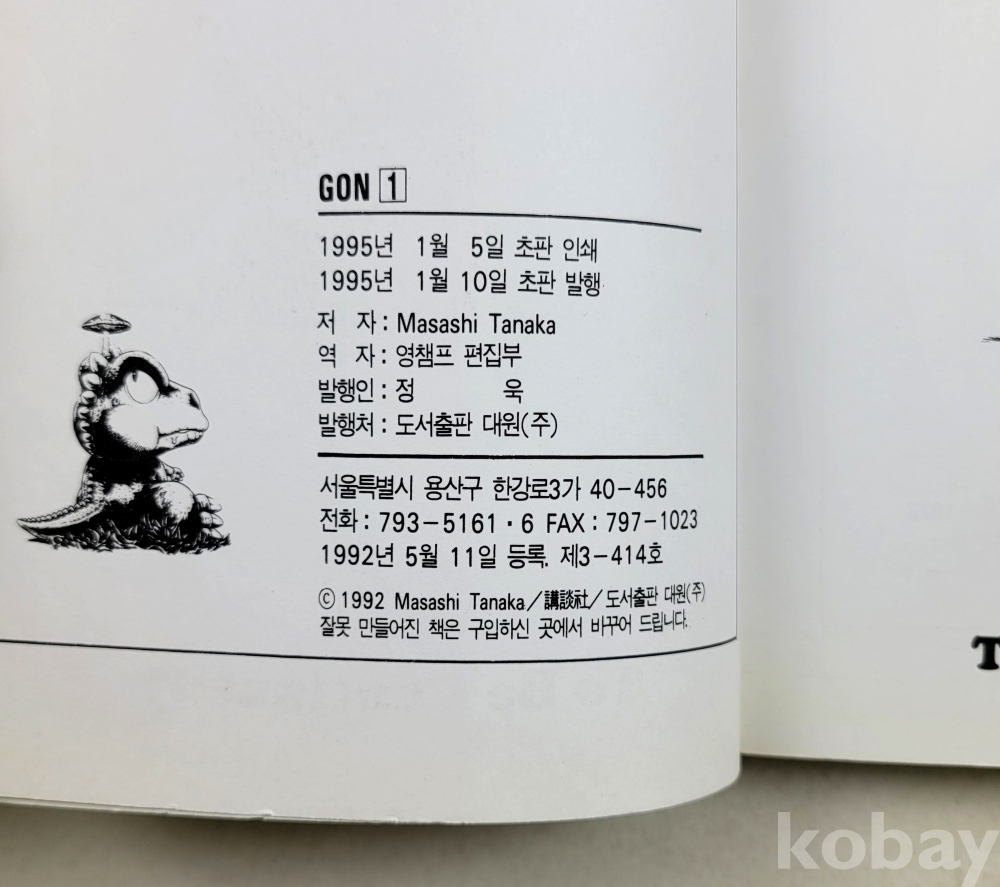 GON 1
1995년 1월 5일 초판 인쇄
1995년 1월 10일 초판 발행
저 자 : Masashi Tanaka
역 자 : 영챔프 편집부
발행인 : 정 욱
발행처 : 도서출판 대원(주)
서울특별시 용산구 한강로3가 40-456
전화 : 793-5161 · 6 FAX : 797-1023
1992년 5월 11일 등록. 제3-414호
ⓒ 1992 Masashi Tanaka/講談社/도서출판 대원(주)
잘못 만들어진 책은 구입하신 곳에서 바꾸어 드립니다.
T
kobay